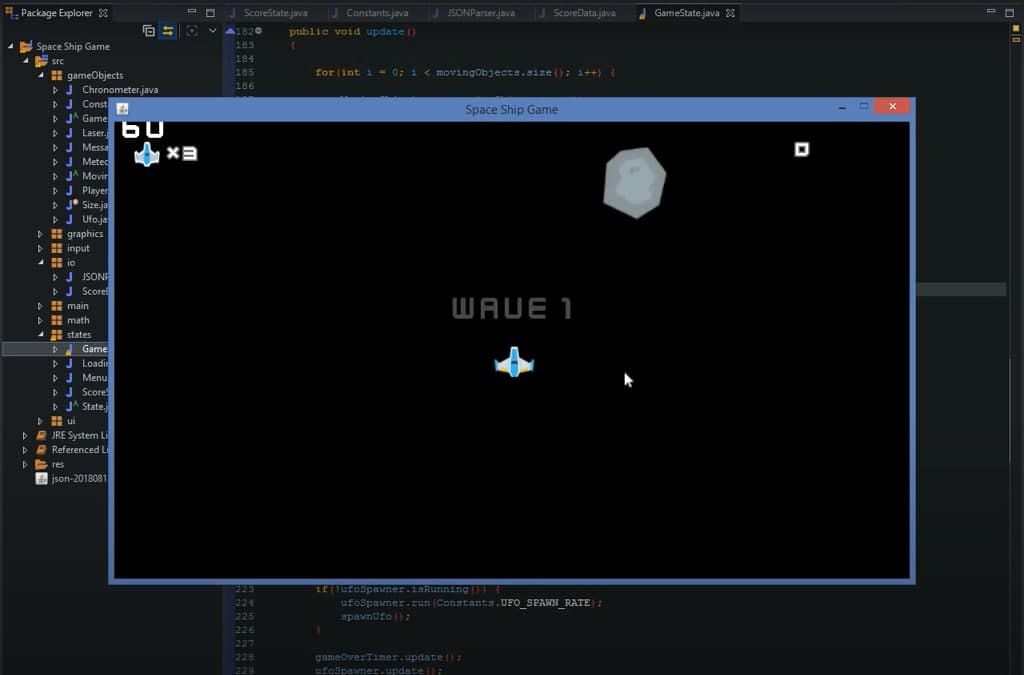 Package Explorer
ScoreState.java
Constants.java
JSONParser.java
ScoreData.java
GameState.java
Space Ship Game
src
gameObjects
Chronometer.java
Const
Game
Laser.j
Messa
Meteo
Movin
Player
Size.ja
Ufo.ja
graphics
input
io
JSONP
ScoreD
main
math
states
Game
Loadin
Menu
ScoreS
State.j
ui
JRE System Li
Referenced L
res
json-2018081
182 public void update()
183 {
184
185 for(int i = 0; i < movingObjects.size(); i++) {
186
Space Ship Game
60
×3
0
WAVE 1
223 if(!ufoSpawner.isRunning()) {
224 ufoSpawner.run(Constants.UFO_SPAWN_RATE);
225 spawnUfo();
226 }
227
228 gameOverTimer.update();
229 ufoSpawner.update();